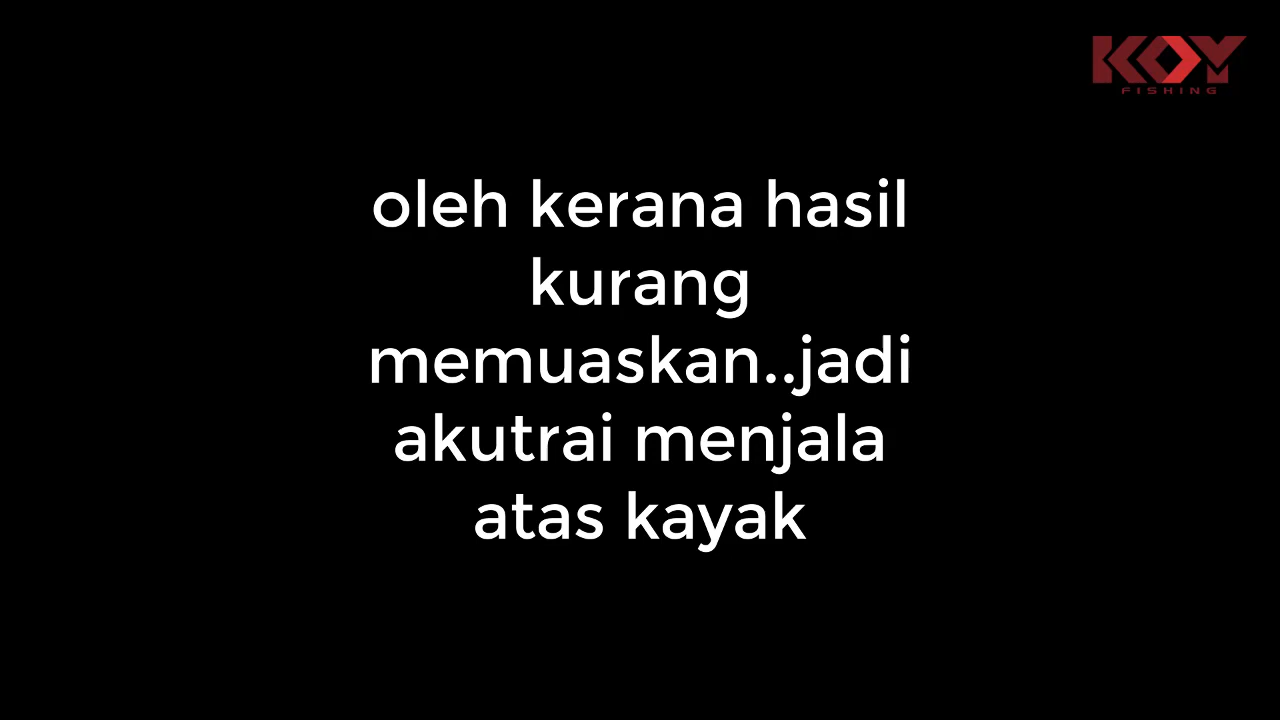 KOY
FISHING
oleh kerana hasil
kurang
memuaskan..jadi
akutrai menjala
atas kayak